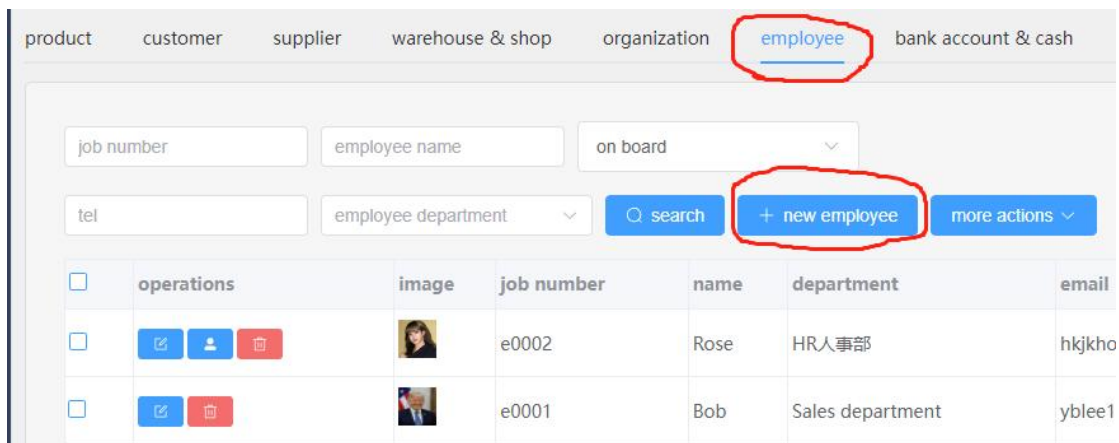 product customer supplier warehouse & shop organization employee bank account & cash
job number employee name on board
tel employee department search + new employee more actions
operations image job number name department email
e0002 Rose HR人事部 hkjkho
e0001 Bob Sales department yblee1